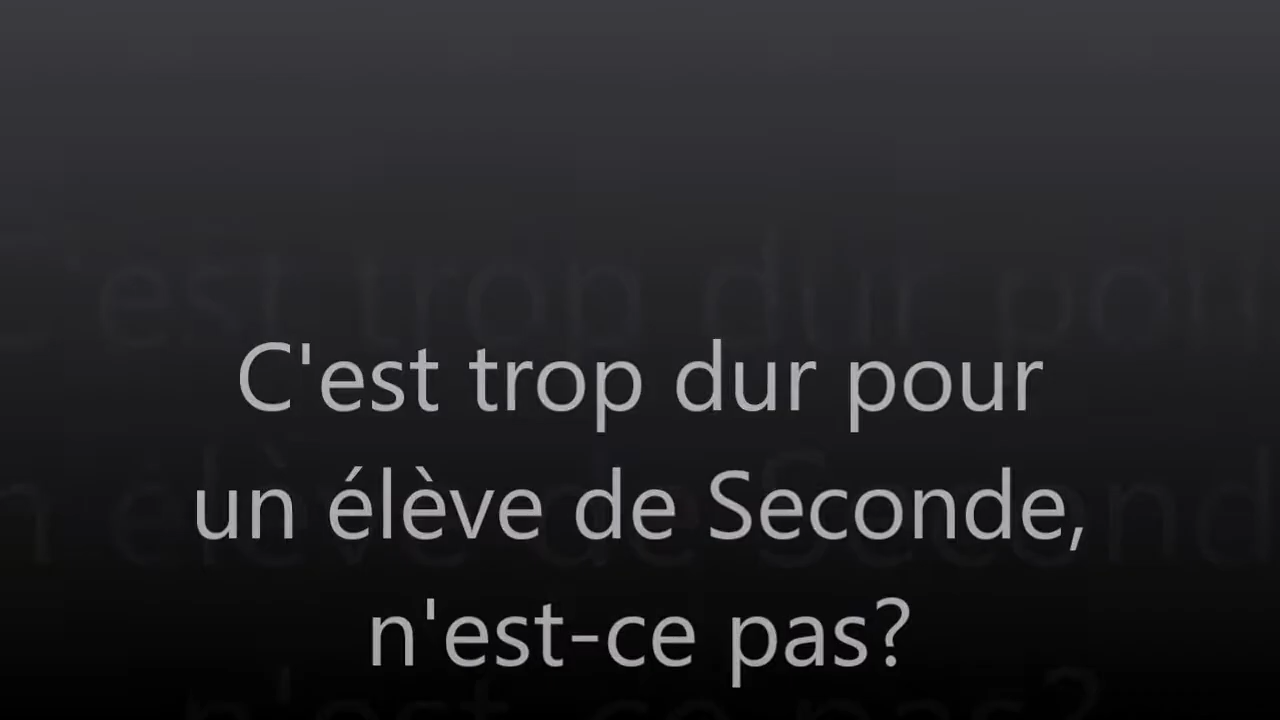 C'est trop dur pour
un élève de Seconde,
n'est-ce pas?